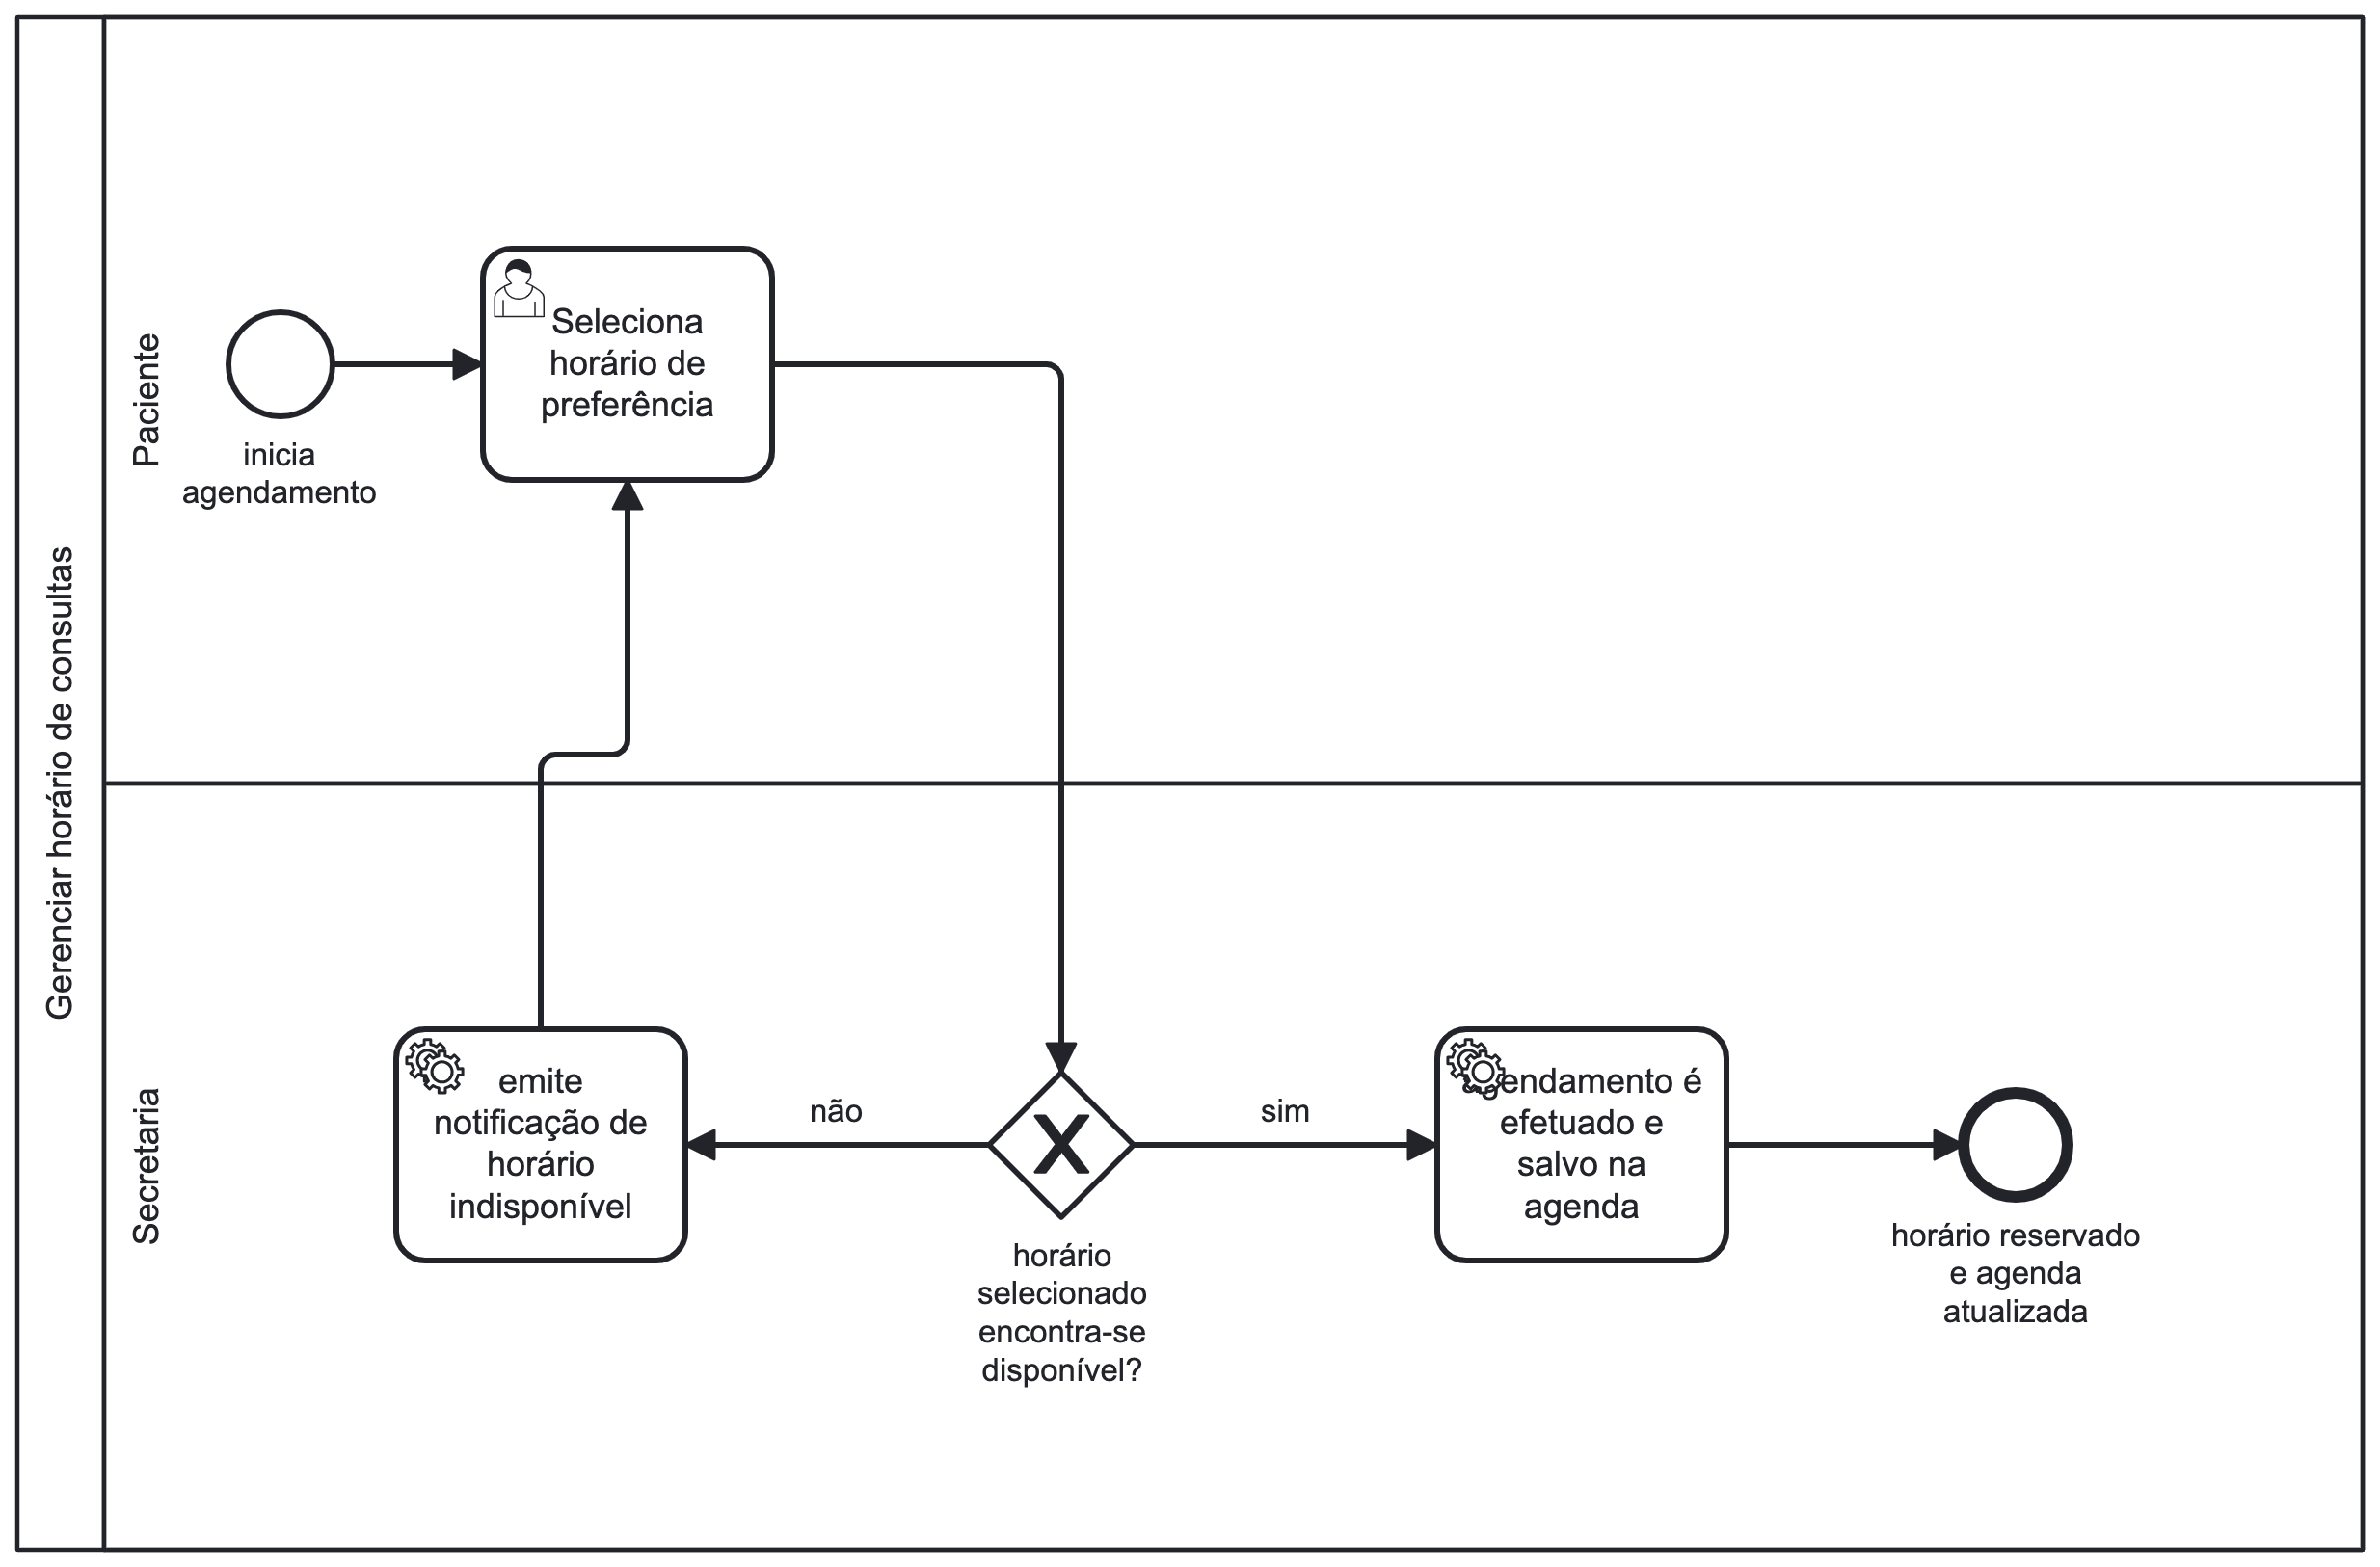 Gerenciar horário de consultas
Paciente
inicia
agendamento
Seleciona
horário de
preferência
Secretaria
emite
notificação de
horário
indisponível
não
horário
selecionado
encontra-se
disponível?
sim
agendamento é
efetuado e
salvo na
agenda
horário reservado
e agenda
atualizada